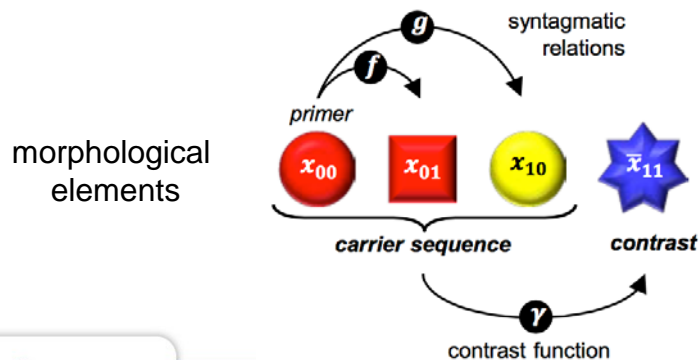 g
syntagmatic
relations
f
primer
morphological
elements
x₀₀
x₀₁
x₁₀
x̄₁₁
carrier sequence
contrast
γ
contrast function